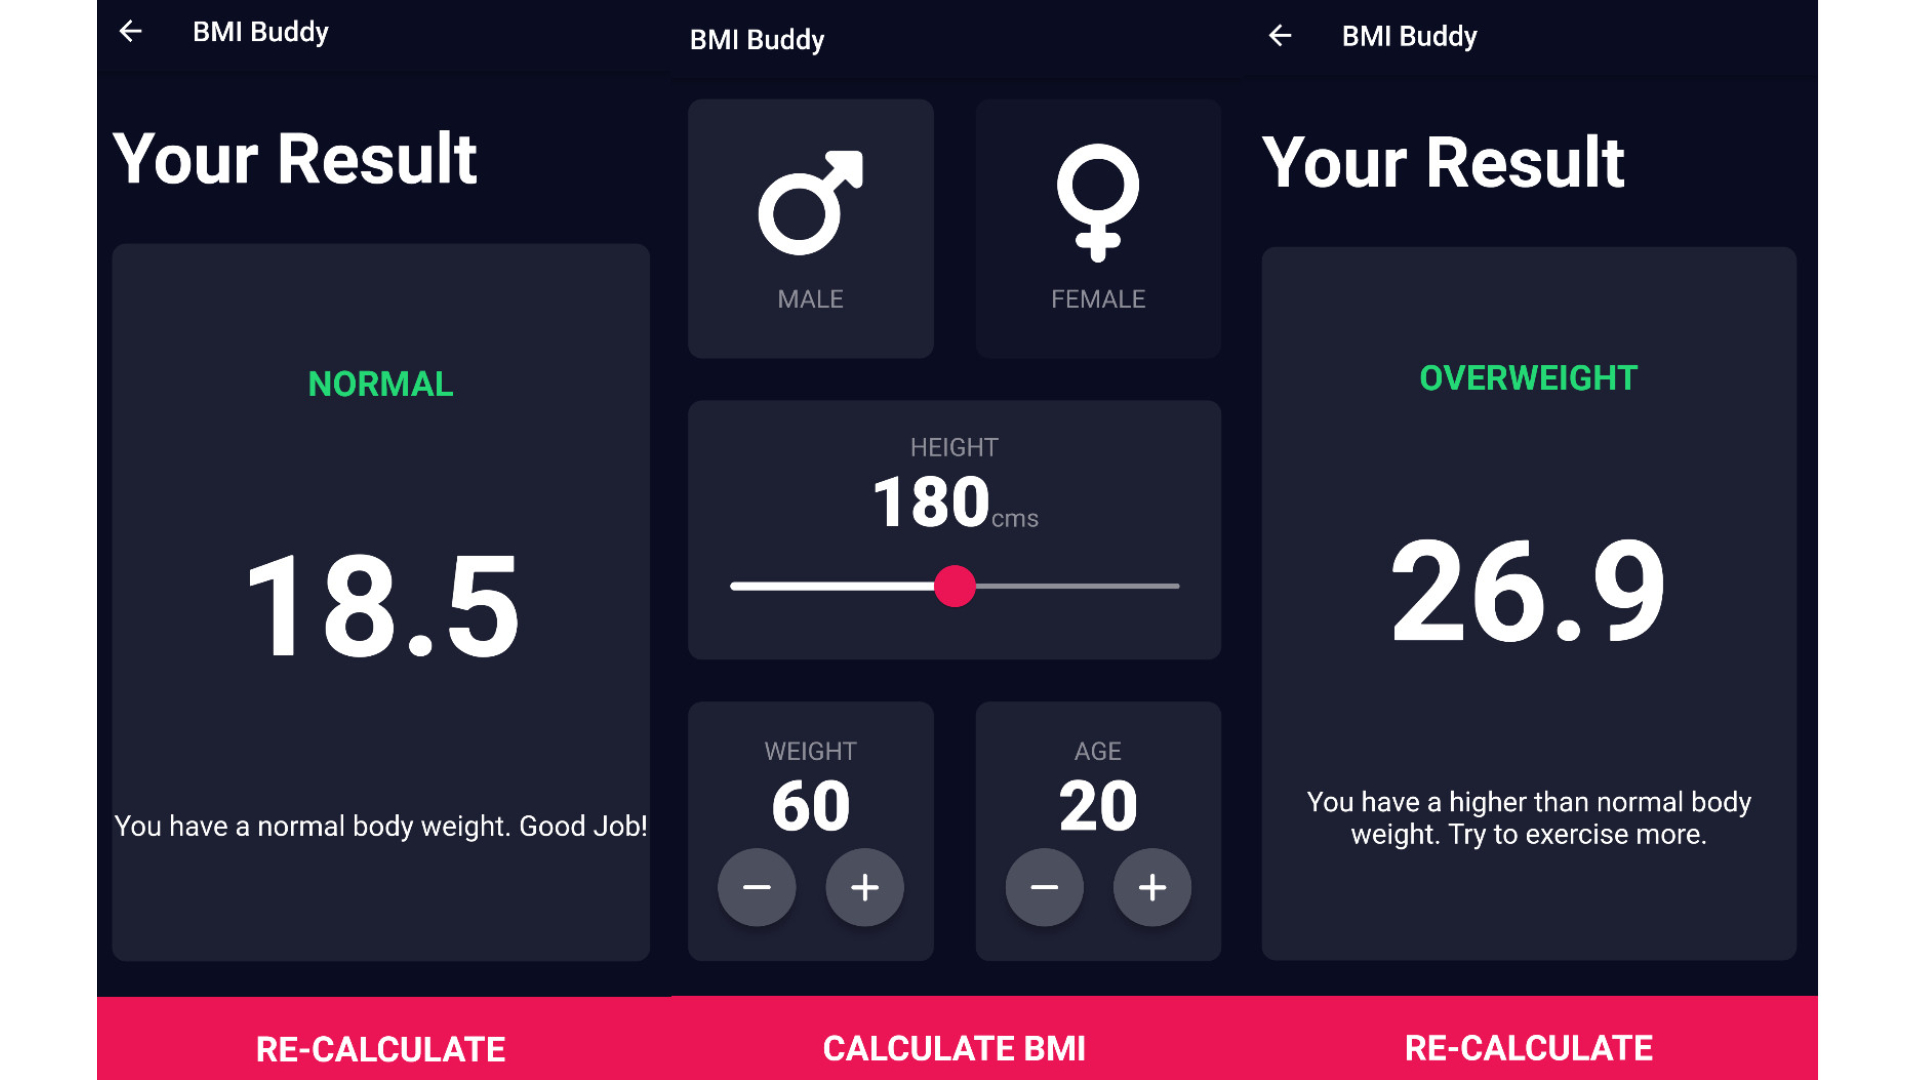 BMI Buddy
Your Result
NORMAL
18.5
You have a normal body weight. Good Job!
RE-CALCULATE
BMI Buddy
MALE
FEMALE
HEIGHT
180cms
WEIGHT
60
AGE
20
CALCULATE BMI
BMI Buddy
Your Result
OVERWEIGHT
26.9
You have a higher than normal body
weight. Try to exercise more.
RE-CALCULATE